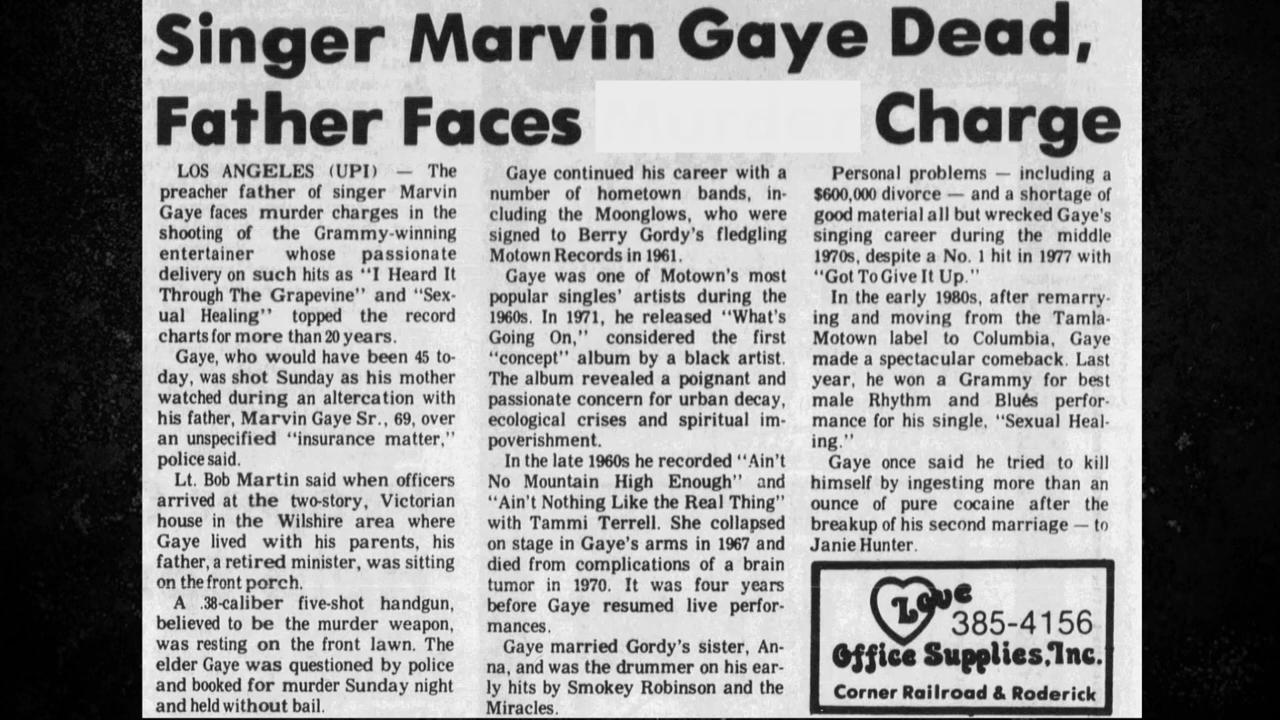 Singer Marvin Gaye Dead,
Father Faces Charge
LOS ANGELES (UPI) — The
preacher father of singer Marvin
Gaye faces murder charges in the
shooting of the Grammy-winning
entertainer whose passionate
delivery on such hits as "I Heard It
Through The Grapevine" and "Sex-
ual Healing" topped the record
charts for more than 20 years.
Gaye, who would have been 45 to-
day, was shot Sunday as his mother
watched during an altercation with
his father, Marvin Gaye Sr., 69, over
an unspecified "insurance matter,"
police said.
Lt. Bob Martin said when officers
arrived at the two-story, Victorian
house in the Wilshire area where
Gaye lived with his parents, his
father, a retired minister, was sitting
on the front porch.
A .38-caliber five-shot handgun,
believed to be the murder weapon,
was resting on the front lawn. The
elder Gaye was questioned by police
and booked for murder Sunday night
and held without bail.
Gaye continued his career with a
number of hometown bands, in-
cluding the Moonglows, who were
signed to Berry Gordy's fledgling
Motown Records in 1961.
Gaye was one of Motown's most
popular singles' artists during the
1960s. In 1971, he released "What's
Going On," considered the first
"concept" album by a black artist.
The album revealed a poignant and
passionate concern for urban decay,
ecological crises and spiritual im-
poverishment.
In the late 1960s he recorded "Ain't
No Mountain High Enough" and
"Ain't Nothing Like the Real Thing"
with Tammi Terrell. She collapsed
on stage in Gaye's arms in 1967 and
died from complications of a brain
tumor in 1970. It was four years
before Gaye resumed live perfor-
mances.
Gaye married Gordy's sister, An-
na, and was the drummer on his ear-
ly hits by Smokey Robinson and the
Miracles.
Personal problems — including a
$600,000 divorce — and a shortage of
good material all but wrecked Gaye's
singing career during the middle
1970s, despite a No. 1 hit in 1977 with
"Got To Give It Up."
In the early 1980s, after remarry-
ing and moving from the Tamla-
Motown label to Columbia, Gaye
made a spectacular comeback. Last
year, he won a Grammy for best
male Rhythm and Blues perfor-
mance for his single, "Sexual Heal-
ing."
Gaye once said he tried to kill
himself by ingesting more than an
ounce of pure cocaine after the
breakup of his second marriage — to
Janie Hunter.
Love
385-4156
Office Supplies, Inc.
Corner Railroad & Roderick